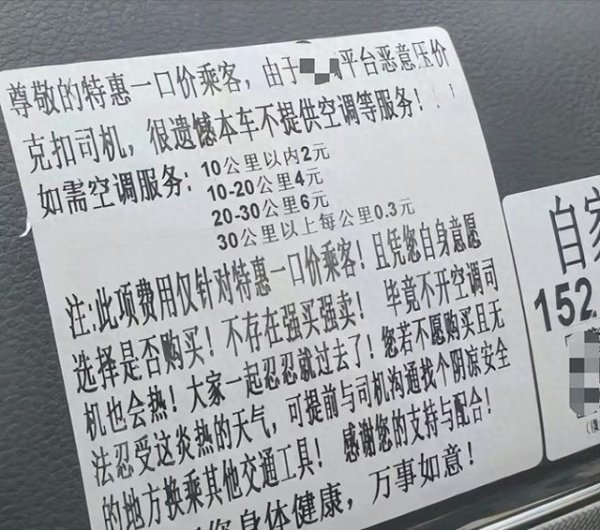 尊敬的特惠一口价乘客，由于平台恶意压价
克扣司机，很遗憾本车不提供空调等服务！
如需空调服务：10公里以内2元
10-20公里4元
20-30公里6元
30公里以上每公里0.3元
注:此项费用仅针对特惠一口价乘客！且凭您自身意愿
选择是否购买！不存在强买强卖！ 毕竟不开空调司
机也会热！大家一起忍忍就过去了！您若不愿购买且无
法忍受这炎热的天气，可提前与司机沟通找个阴凉安全
的地方换乘其他交通工具！ 感谢您的支持与配合！
您身体健康，万事如意！
自家
152